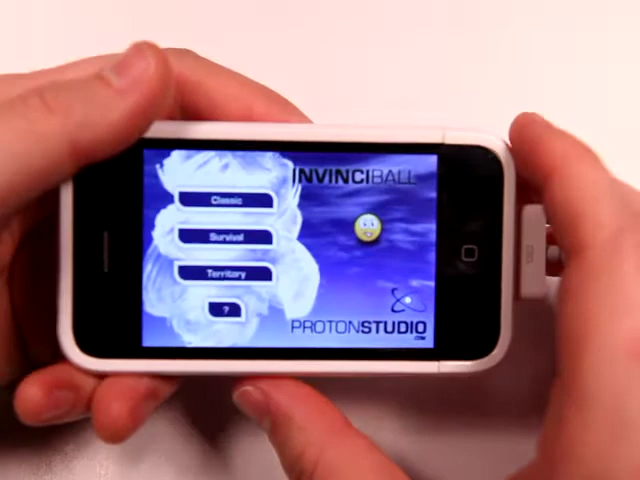 INVINCIBALL
Classic
Survival
Territory
?
PROTONSTUDIO
.COM